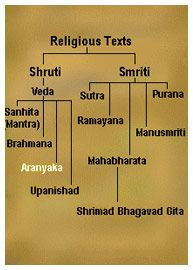 Religious Texts
Shruti Smriti
Veda
Sutra Purana
Sanhita
(Mantra)
Ramayana
Manusmriti
Brahmana
Mahabharata
Aranyaka
Upanishad
Shrimad Bhagavad Gita